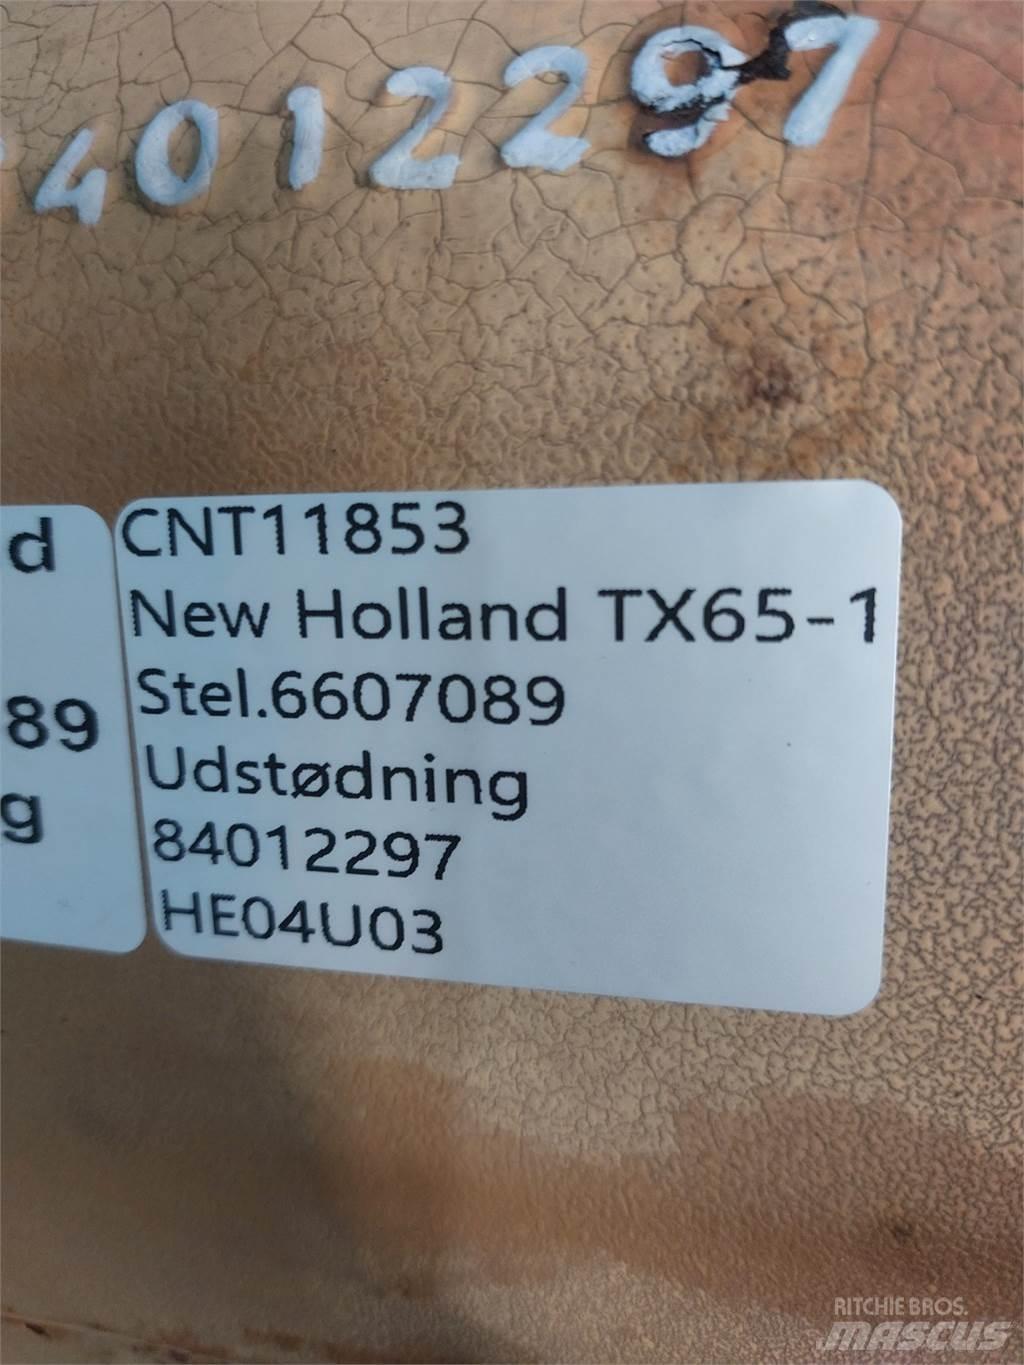 4012297
d
89
g
CNT11853
New Holland TX65-1
Stel.6607089
Udstødning
84012297
HE04U03
RITCHIE BROS.
MASCUS